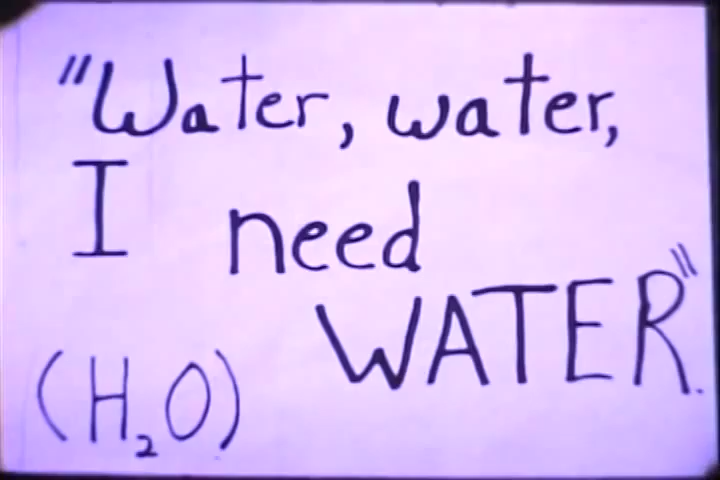 "Water, water,
I need
WATER".
(H₂O)